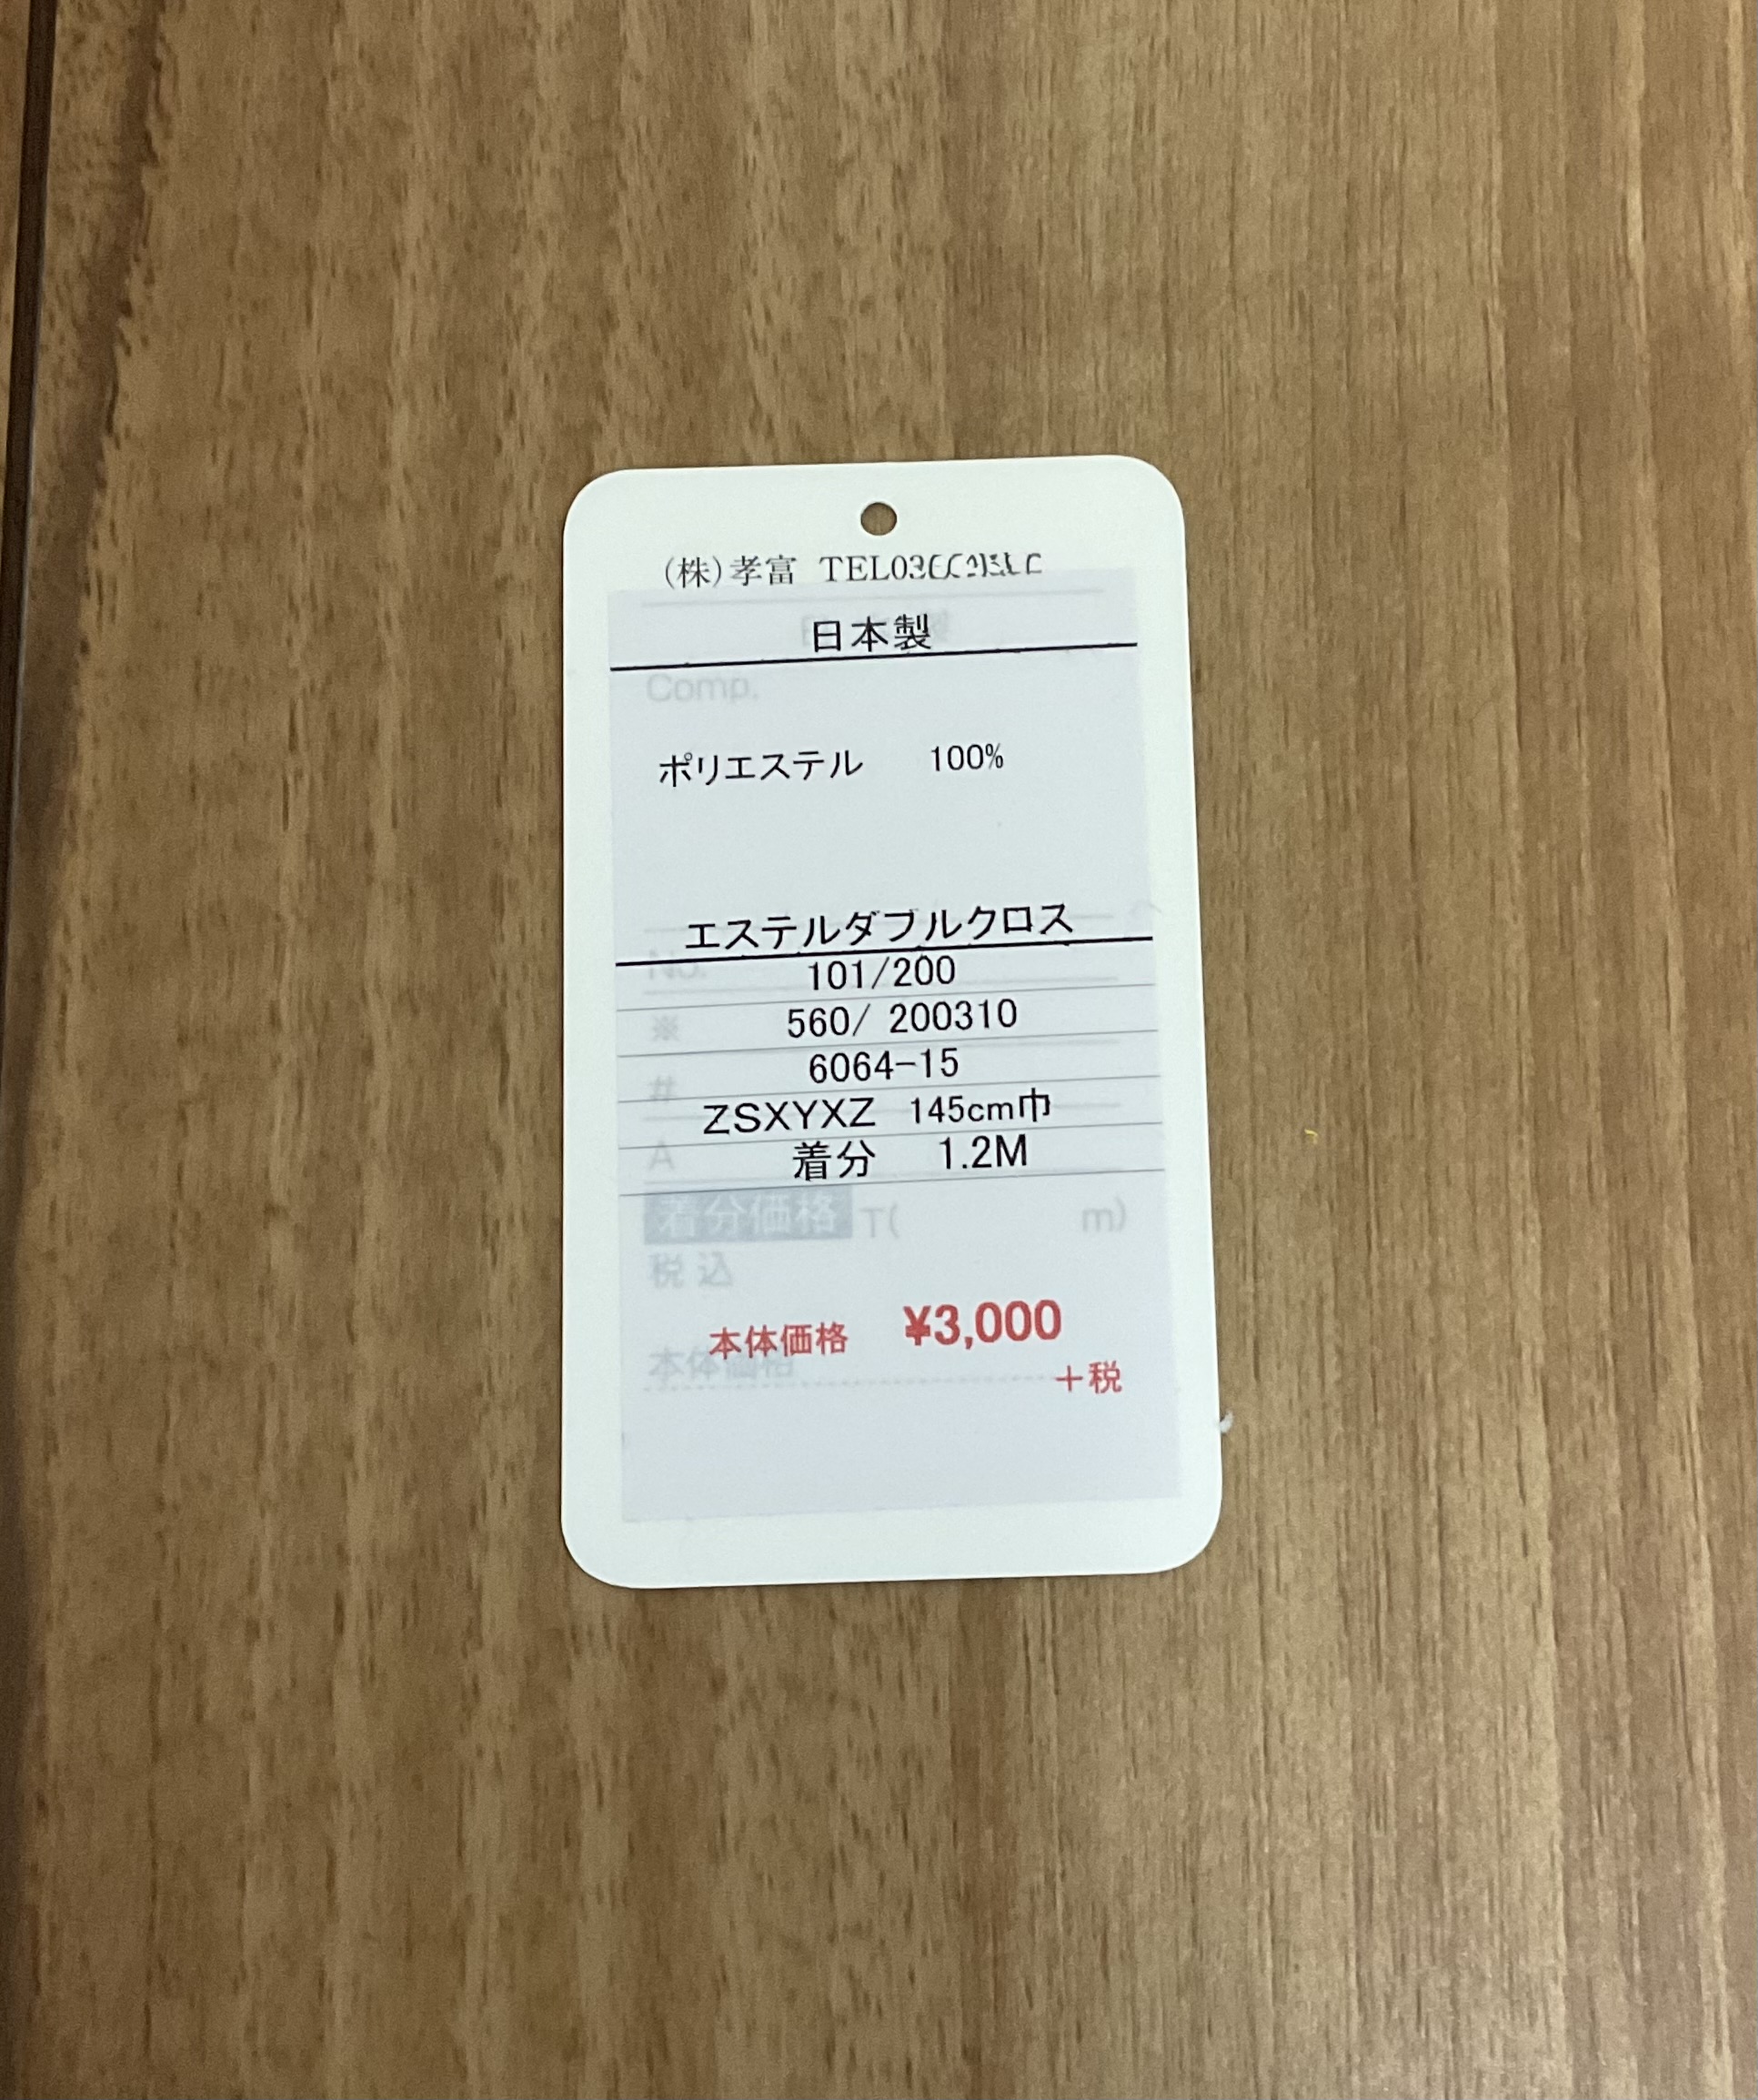 (株)孝富 TEL03
日本製
Comp.
ポリエステル 100%
エステルダブルクロス
No. 101/200
※ 560/ 200310
# 6064-15
ZSXYXZ 145cm巾
A 着分 1.2M
着分価格 T( m)
税込
本体価格 ¥3,000
本体価格
+税